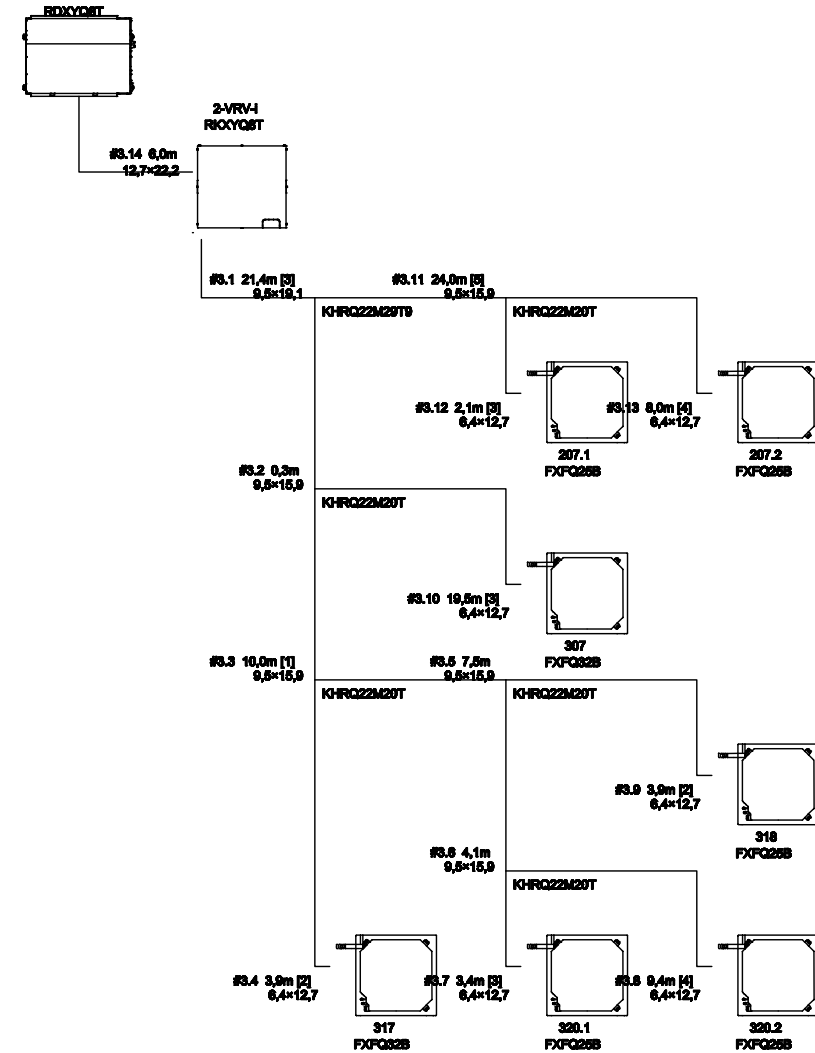 RDXYQ8T
2-VRV-i
RKXYQ8T
#3.14 6,0m
12,7×22,2
#3.1 21,4m [3]
9,5×19,1
#3.11 24,0m [5]
9,5×15,9
KHRQ22M29T9
KHRQ22M20T
#3.12 2,1m [3]
6,4×12,7
#3.13 8,0m [4]
6,4×12,7
207.1
FXFQ25B
207.2
FXFQ25B
#3.2 0,3m
9,5×15,9
KHRQ22M20T
#3.10 19,5m [3]
6,4×12,7
307
FXFQ32B
#3.3 10,0m [1]
9,5×15,9
#3.5 7,5m
9,5×15,9
KHRQ22M20T
KHRQ22M20T
#3.9 3,9m [2]
6,4×12,7
318
FXFQ25B
#3.6 4,1m
9,5×15,9
KHRQ22M20T
#3.4 3,9m [2]
6,4×12,7
#3.7 3,4m [3]
6,4×12,7
#3.8 9,4m [4]
6,4×12,7
317
FXFQ32B
320.1
FXFQ25B
320.2
FXFQ25B